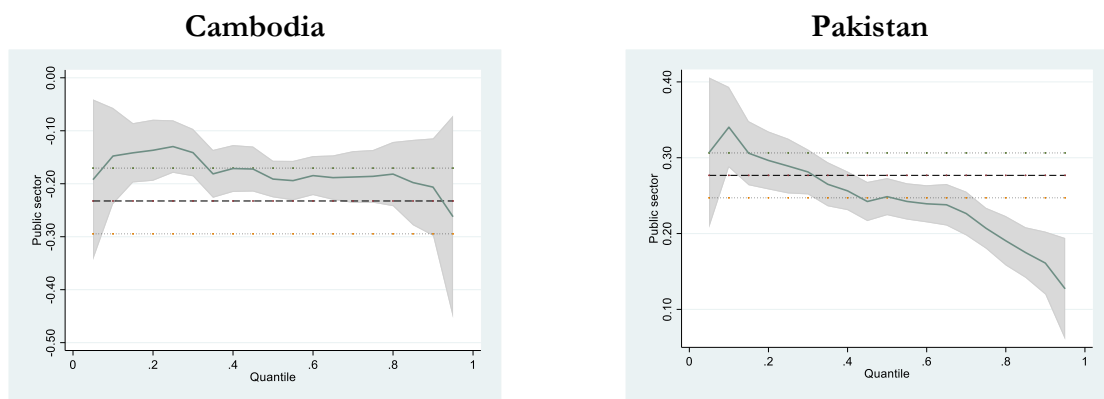 Cambodia
Public sector
0.00
-0.10
-0.20
-0.30
-0.40
-0.50
0 .2 .4 .6 .8 1
Quantile
Pakistan
Public sector
0.40
0.30
0.20
0.10
0 .2 .4 .6 .8 1
Quantile